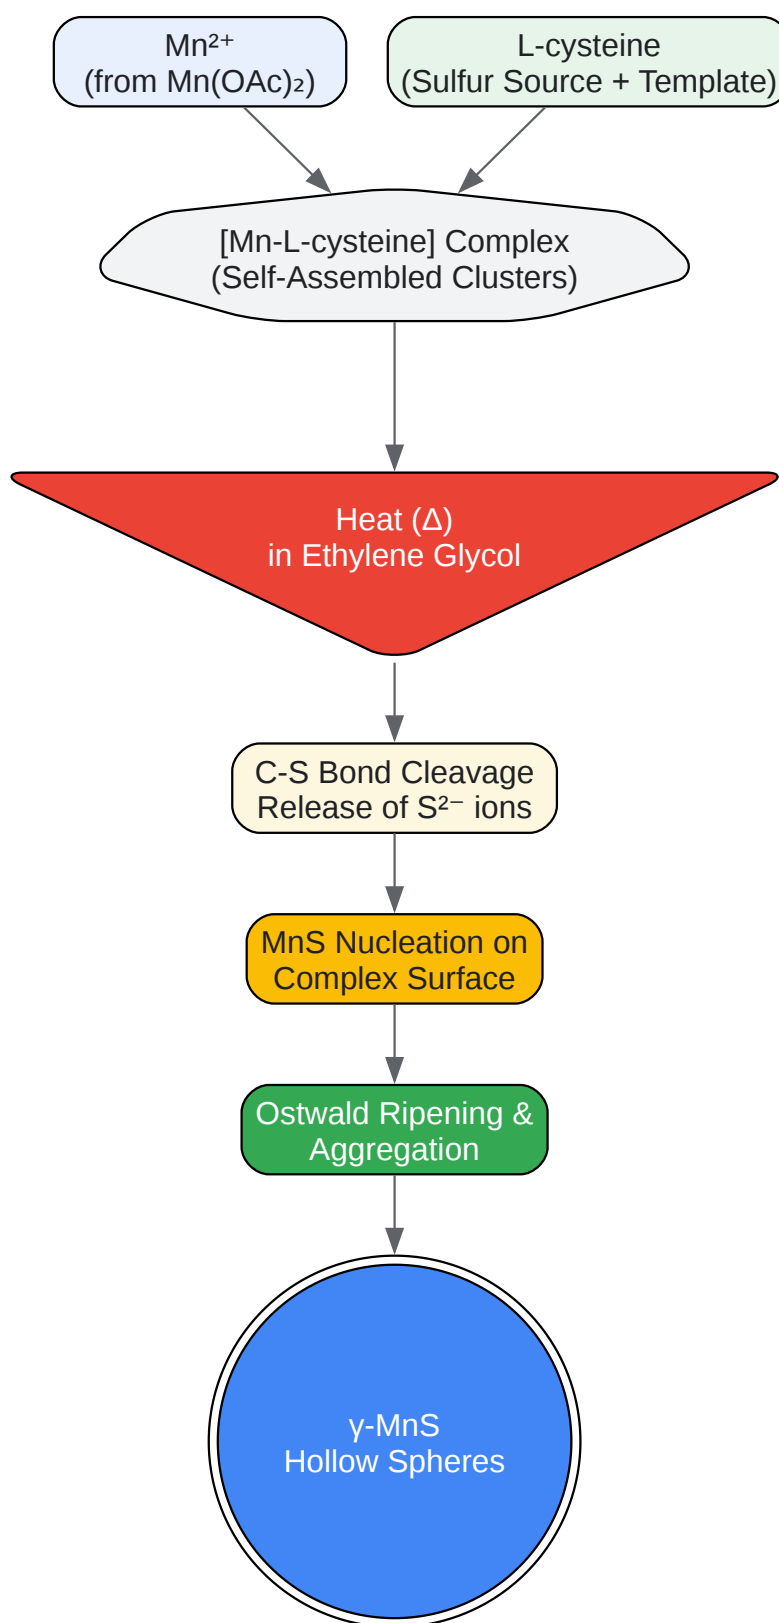 Mn²⁺
(from Mn(OAc)₂)
L-cysteine
(Sulfur Source + Template)
[Mn-L-cysteine] Complex
(Self-Assembled Clusters)
Heat (Δ)
in Ethylene Glycol
C-S Bond Cleavage
Release of S²⁻ ions
MnS Nucleation on
Complex Surface
Ostwald Ripening &
Aggregation
γ-MnS
Hollow Spheres